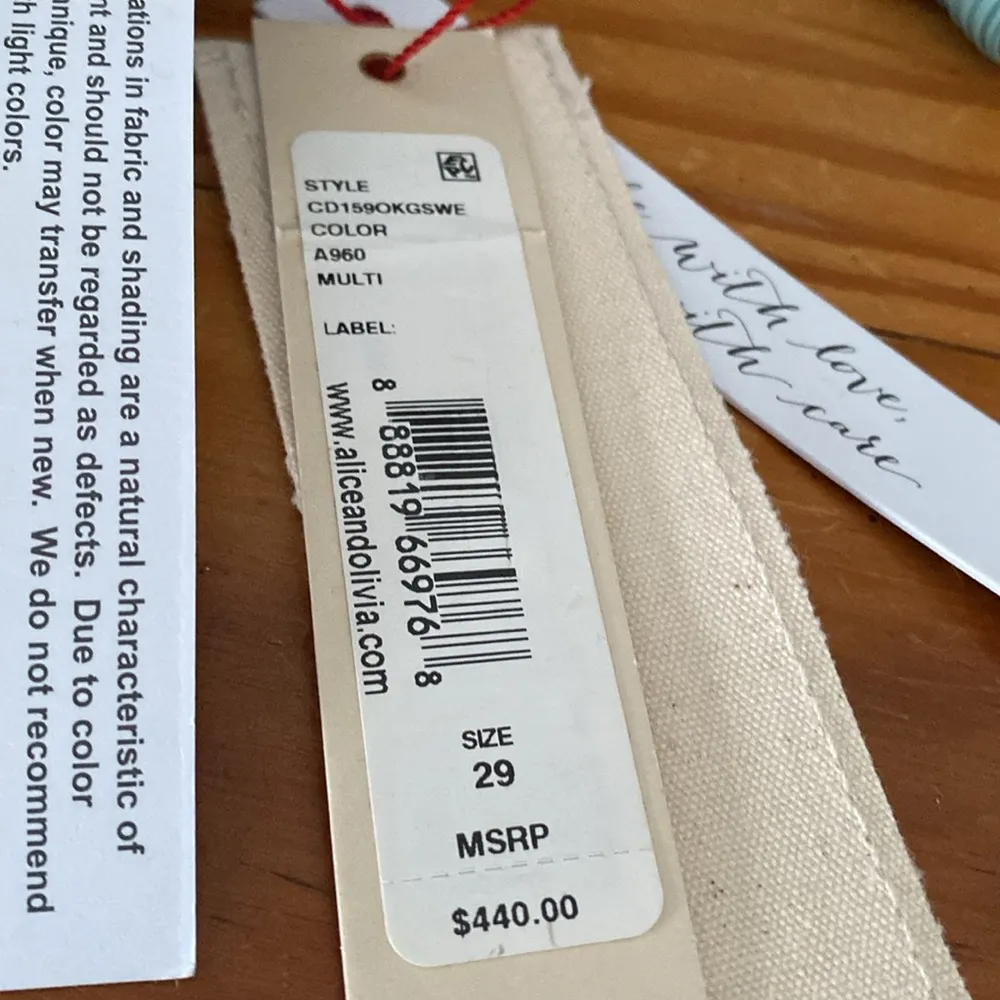 ations in fabric and shading are a natural characteristic of
nt and should not be regarded as defects. Due to color
nique, color may transfer when new. We do not recommend
h light colors.
STYLE
CD159OKGSWE
COLOR
A960
MULTI
LABEL:
8 88819 66976 8
www.aliceandolivia.com
SIZE
29
MSRP
$440.00
with love,
with care